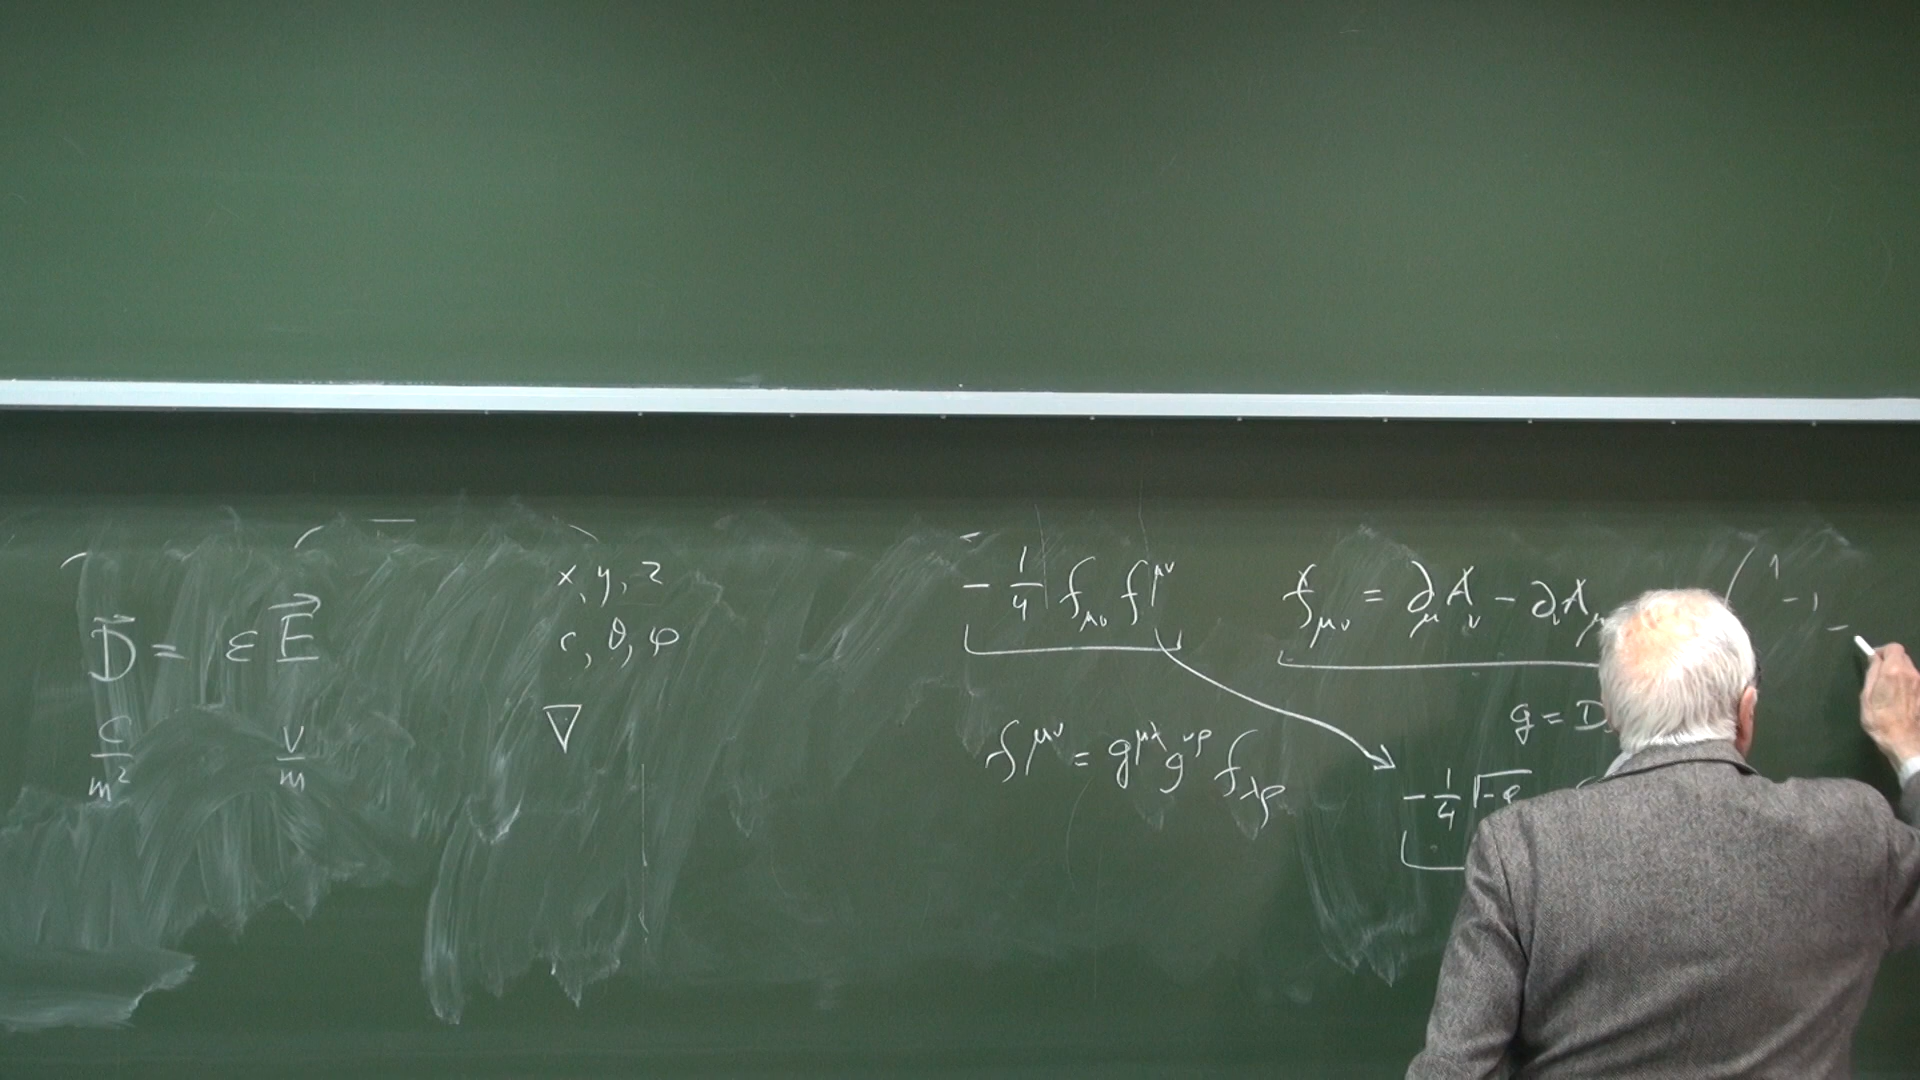 D⃗ = ε E⃗
C/m² V/m
x, y, z
r, θ, φ
∇
- 1/4 f_μν f^μν
f^μν = g^μλ g^νρ f_λρ
f_μν = ∂_μ A_ν - ∂_ν A_μ
g = D
- 1/4 √-g
( 1
-1
-